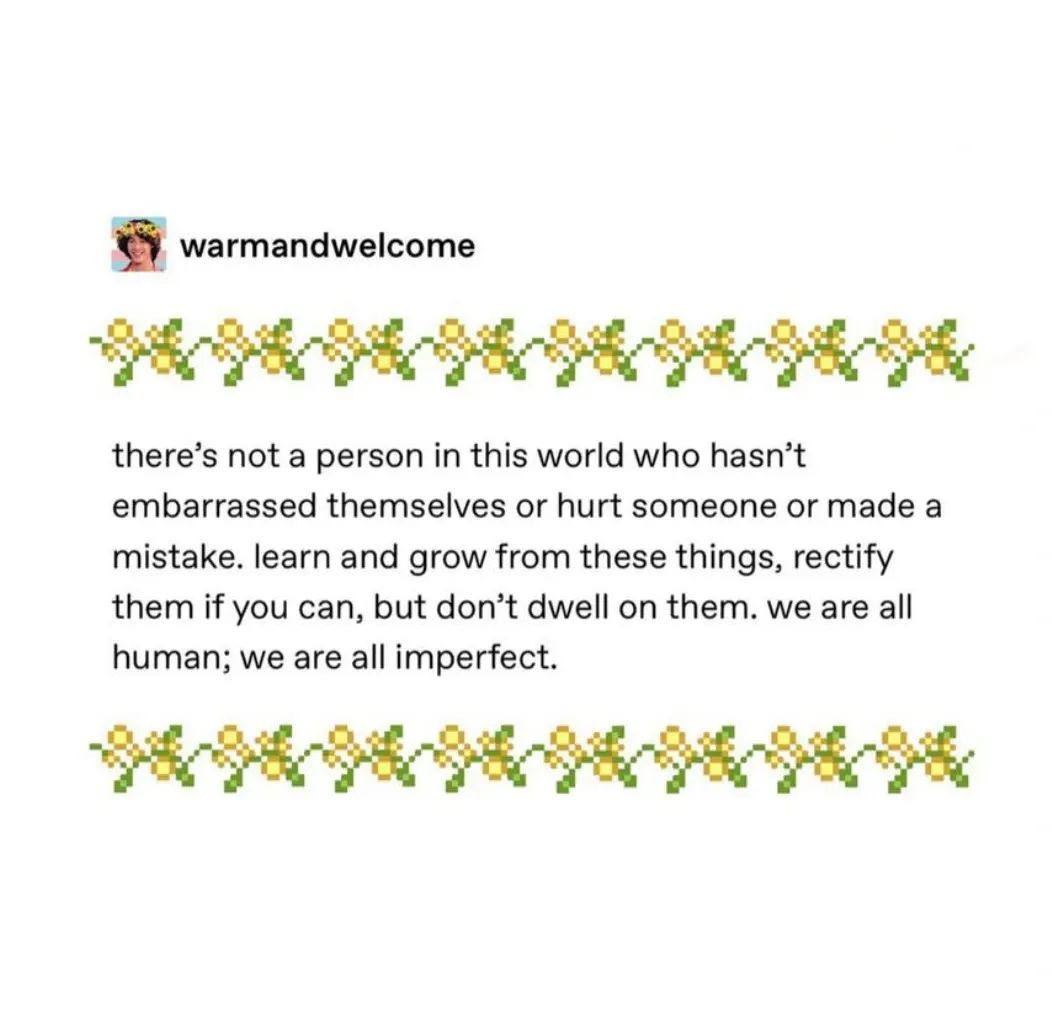 warmandwelcome
there’s not a person in this world who hasn’t
embarrassed themselves or hurt someone or made a
mistake. learn and grow from these things, rectify
them if you can, but don’t dwell on them. we are all
human; we are all imperfect.